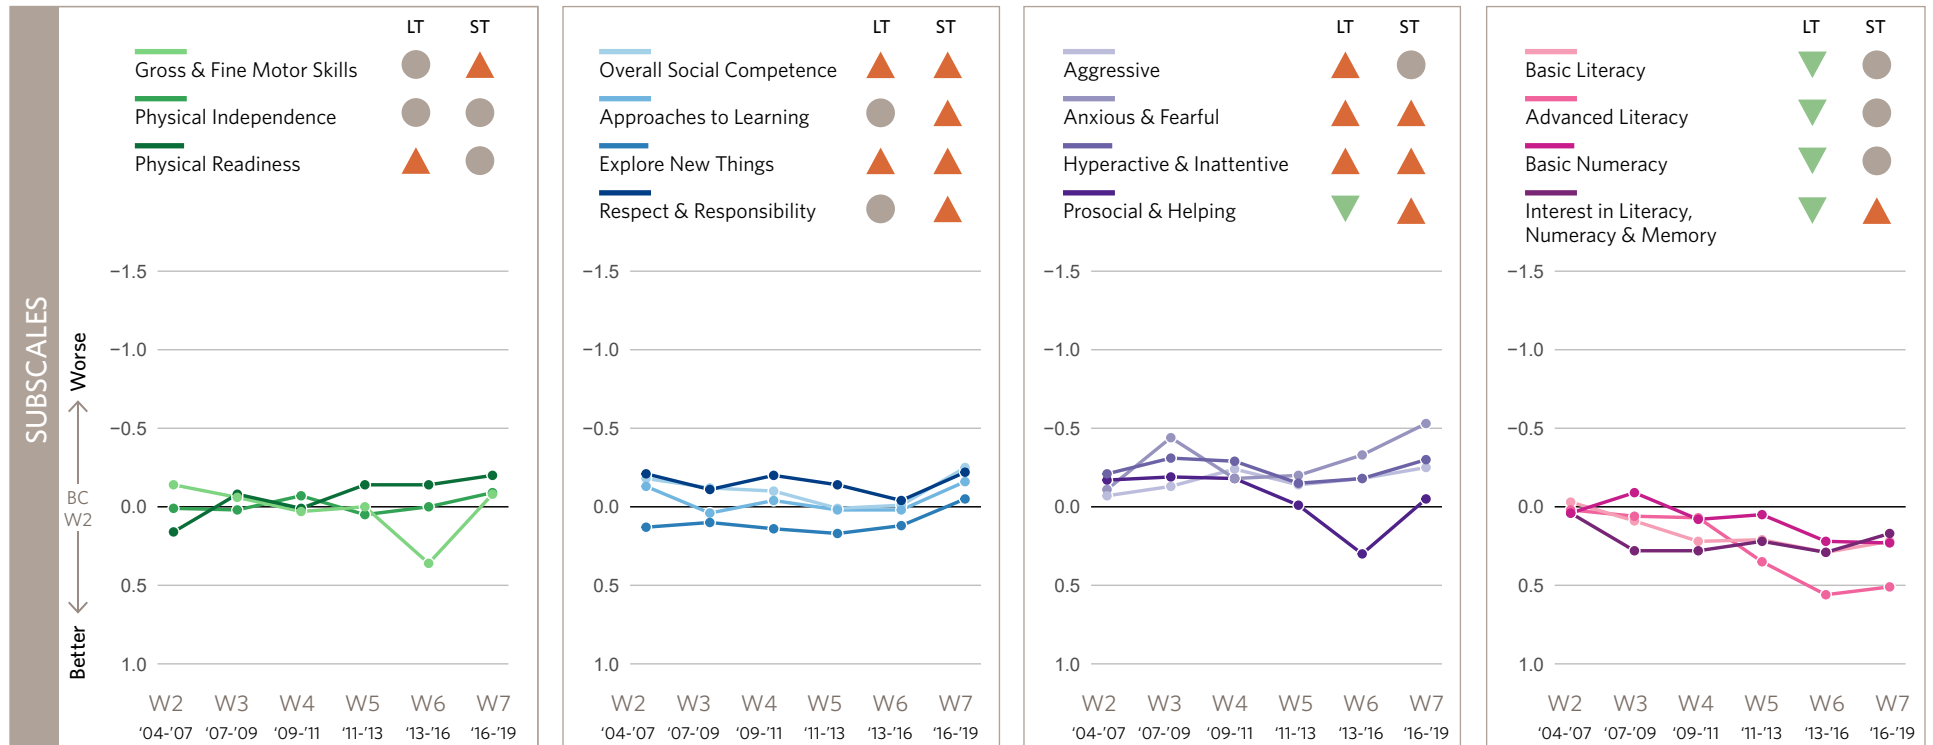 SUBSCALES
Worse
BC
W2
Better
LT ST
Gross & Fine Motor Skills
Physical Independence
Physical Readiness
−1.5
−1.0
−0.5
0.0
0.5
1.0
W2 W3 W4 W5 W6 W7
‘04-’07 ‘07-’09 ‘09-’11 ‘11-’13 ‘13-’16 ‘16-’19
LT ST
Overall Social Competence
Approaches to Learning
Explore New Things
Respect & Responsibility
−1.5
−1.0
−0.5
0.0
0.5
1.0
W2 W3 W4 W5 W6 W7
‘04-’07 ‘07-’09 ‘09-’11 ‘11-’13 ‘13-’16 ‘16-’19
LT ST
Aggressive
Anxious & Fearful
Hyperactive & Inattentive
Prosocial & Helping
−1.5
−1.0
−0.5
0.0
0.5
1.0
W2 W3 W4 W5 W6 W7
‘04-’07 ‘07-’09 ‘09-’11 ‘11-’13 ‘13-’16 ‘16-’19
LT ST
Basic Literacy
Advanced Literacy
Basic Numeracy
Interest in Literacy,
Numeracy & Memory
−1.5
−1.0
−0.5
0.0
0.5
1.0
W2 W3 W4 W5 W6 W7
‘04-’07 ‘07-’09 ‘09-’11 ‘11-’13 ‘13-’16 ‘16-’19